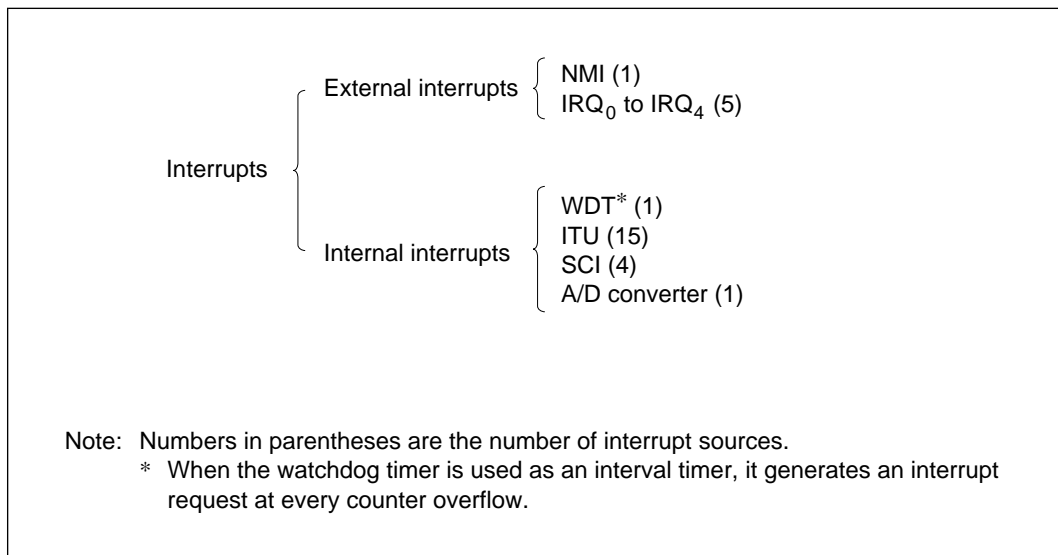 Interrupts
External interrupts
NMI (1)
IRQ0 to IRQ4 (5)
Internal interrupts
WDT* (1)
ITU (15)
SCI (4)
A/D converter (1)
Note: Numbers in parentheses are the number of interrupt sources.
* When the watchdog timer is used as an interval timer, it generates an interrupt
request at every counter overflow.